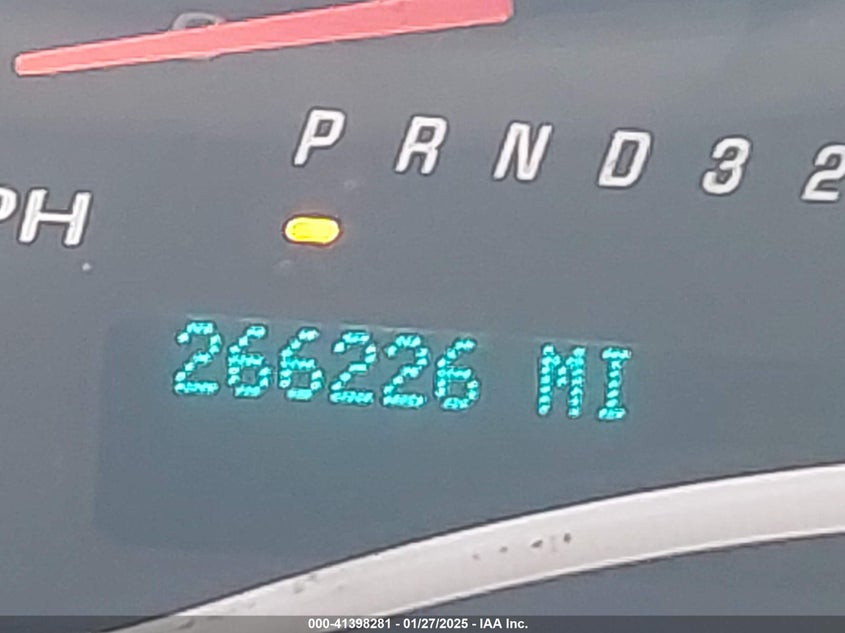 P R N D 3 2
PH
266226 MI
000-41398281 - 01/27/2025 - IAA Inc.